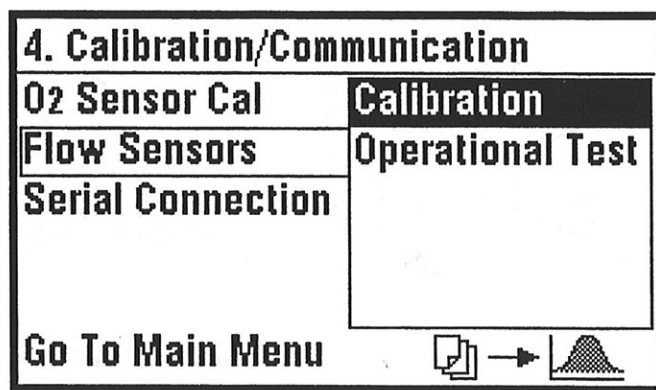 4. Calibration/Communication
O2 Sensor Cal
Flow Sensors
Serial Connection
Calibration
Operational Test
Go To Main Menu